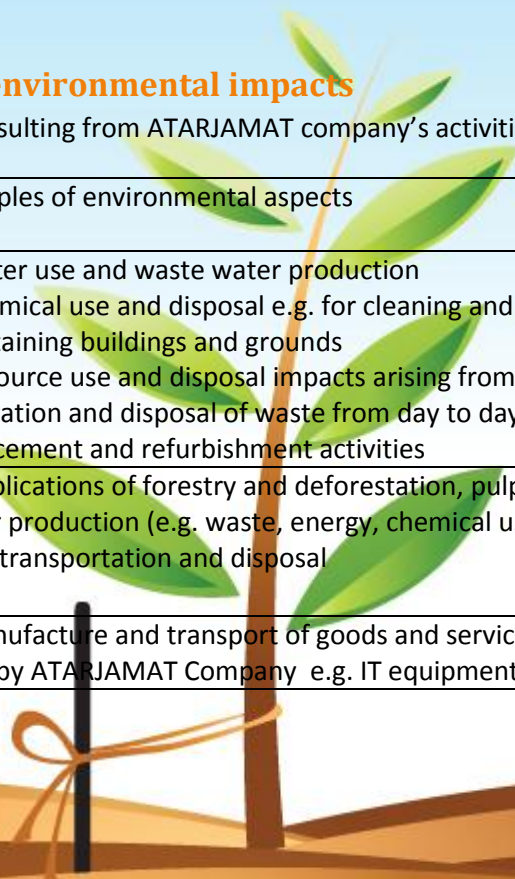 nvironmental impacts
sulting from ATARJAMAT company's activiti
ples of environmental aspects
ter use and waste water production
mical use and disposal e.g. for cleaning and
taining buildings and grounds
ource use and disposal impacts arising from
ation and disposal of waste from day to day
cement and refurbishment activities
plications of forestry and deforestation, pulp
r production (e.g. waste, energy, chemical u
transportation and disposal
nufacture and transport of goods and servic
by ATARJAMAT Company e.g. IT equipment